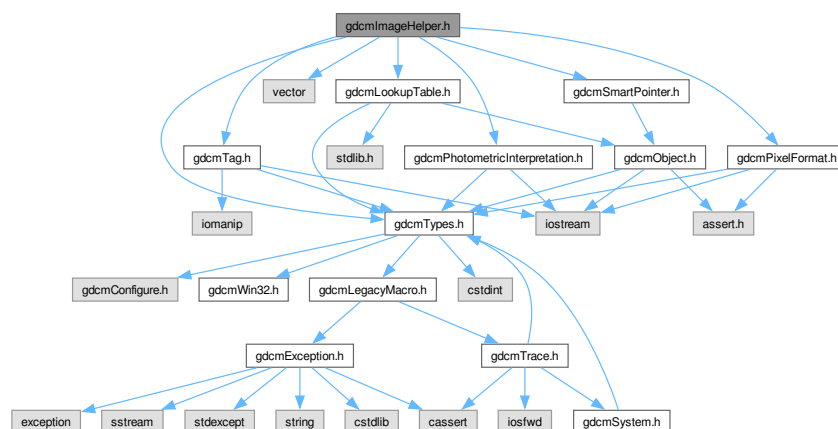 gdcmImageHelper.h
vector
gdcmLookupTable.h
gdcmSmartPointer.h
gdcmTag.h
stdlib.h
gdcmPhotometricInterpretation.h
gdcmObject.h
gdcmPixelFormat.h
iomanip
gdcmTypes.h
iostream
assert.h
gdcmConfigure.h
gdcmWin32.h
gdcmLegacyMacro.h
cstdint
gdcmException.h
gdcmTrace.h
exception
sstream
stdexcept
string
cstdlib
cassert
iosfwd
gdcmSystem.h